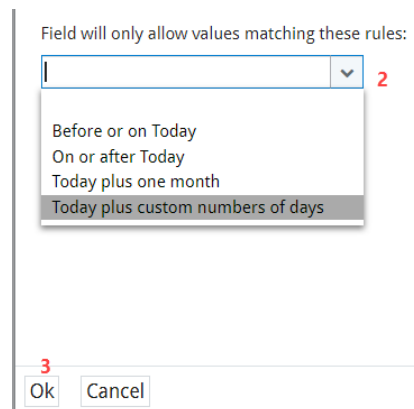 Field will only allow values matching these rules:
2
Before or on Today
On or after Today
Today plus one month
Today plus custom numbers of days
3
Ok Cancel